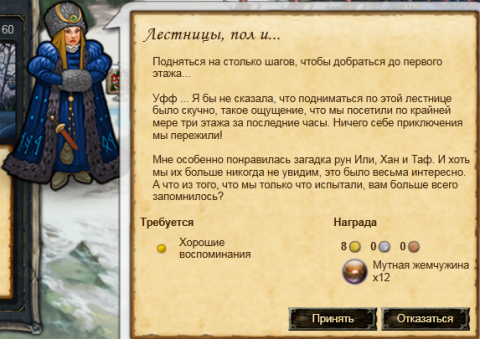 60
Лестницы, пол и...
Подняться на столько шагов, чтобы добраться до первого
этажа...
Уфф ... Я бы не сказала, что подниматься по этой лестнице
было скучно, такое ощущение, что мы посетили по крайней
мере три этажа за последние часы. Ничего себе приключения
мы пережили!
Мне особенно понравилась загадка рун Или, Хан и Таф. И хоть
мы их больше никогда не увидим, это было весьма интересно.
А что из того, что мы только что испытали, вам больше всего
запомнилось?
Требуется
Награда
Хорошие
воспоминания
8 0 0
Мутная жемчужина
x12
Принять
Отказаться